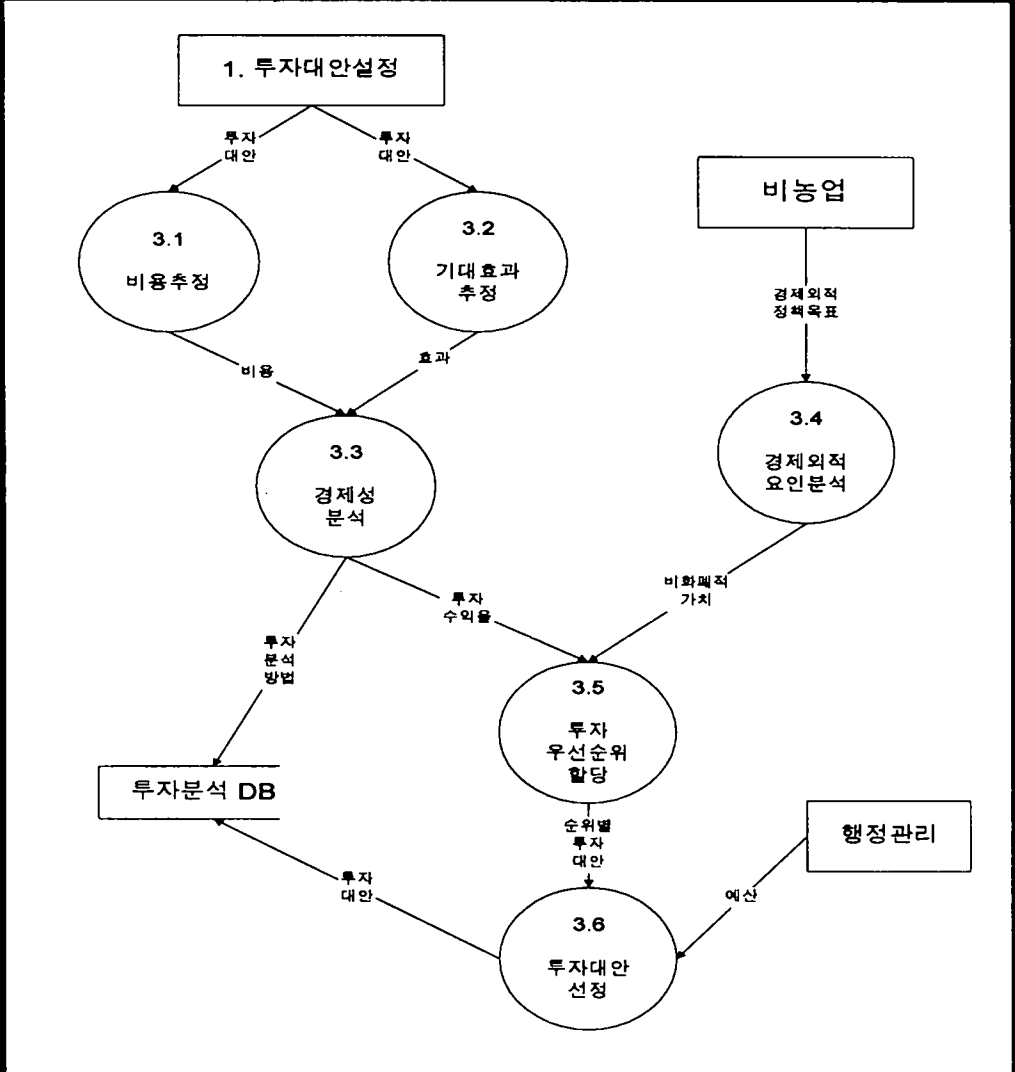 1. 투자대안설정
투자
대안
투자
대안
비농업
3.1
비용추정
3.2
기대효과
추정
경제외적
정책목표
비용
효과
3.3
경제성
분석
3.4
경제외적
요인분석
투자
수익율
비화폐적
가치
투자
분석
방법
3.5
투자
우선순위
할당
투자분석 DB
순위별
투자
대안
행정관리
투자
대안
예산
3.6
투자대안
선정